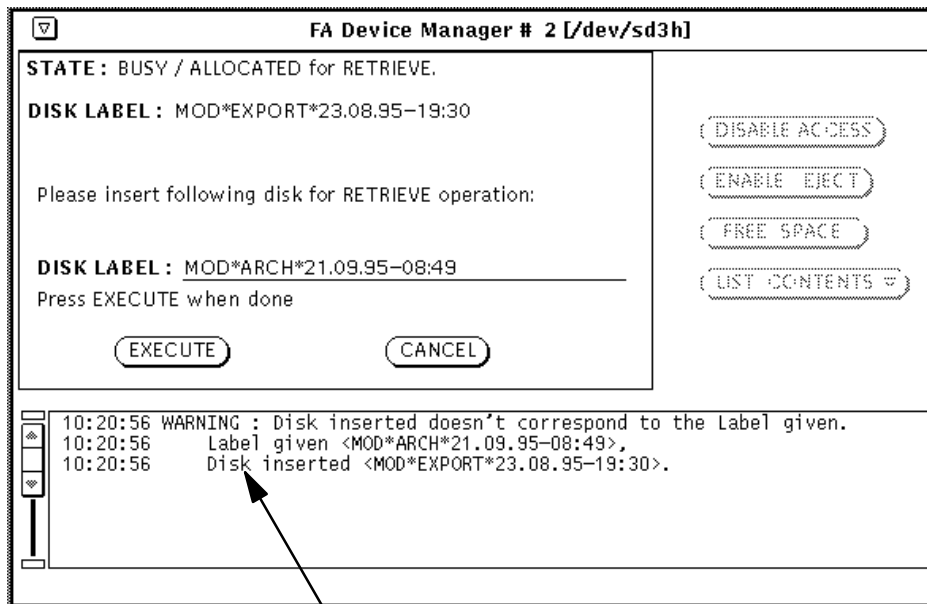 FA Device Manager # 2 [/dev/sd3h]
STATE : BUSY / ALLOCATED for RETRIEVE.
DISK LABEL : MOD*EXPORT*23.08.95–19:30
Please insert following disk for RETRIEVE operation:
DISK LABEL : MOD*ARCH*21.09.95–08:49
Press EXECUTE when done
EXECUTE
CANCEL
DISABLE ACCESS
ENABLE EJECT
FREE SPACE
LIST CONTENTS
10:20:56 WARNING : Disk inserted doesn't correspond to the Label given.
10:20:56 Label given <MOD*ARCH*21.09.95–08:49>,
10:20:56 Disk inserted <MOD*EXPORT*23.08.95–19:30>.